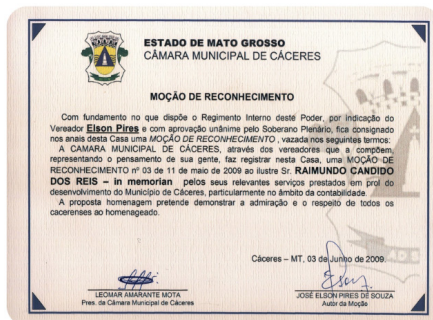 ESTADO DE MATO GROSSO
CÂMARA MUNICIPAL DE CÁCERES
MOÇÃO DE RECONHECIMENTO
Com fundamento no que dispõe o Regimento Interno deste Poder, por indicação do
Vereador Elson Pires e com aprovação unânime pelo Soberano Plenário, fica consignado
nos anais desta Casa uma MOÇÃO DE RECONHECIMENTO , vazada nos seguintes termos:
A CAMARA MUNICIPAL DE CÁCERES, através dos vereadores que a compõem,
representando o pensamento de sua gente, faz registrar nesta Casa, uma MOÇÃO DE
RECONHECIMENTO nº 03 de 11 de maio de 2009 ao ilustre Sr. RAIMUNDO CANDIDO
DOS REIS – in memorian pelos seus relevantes serviços prestados em prol do
desenvolvimento do Município de Cáceres, particularmente no âmbito da contabilidade.
A proposta homenagem pretende demonstrar a admiração e o respeito de todos os
cacerenses ao homenageado.
Cáceres – MT, 03 de Junho de 2009.
LEOMAR AMARANTE MOTA
Pres. da Câmara Municipal de Cáceres
JOSÉ ELSON PIRES DE SOUZA
Autor da Moção